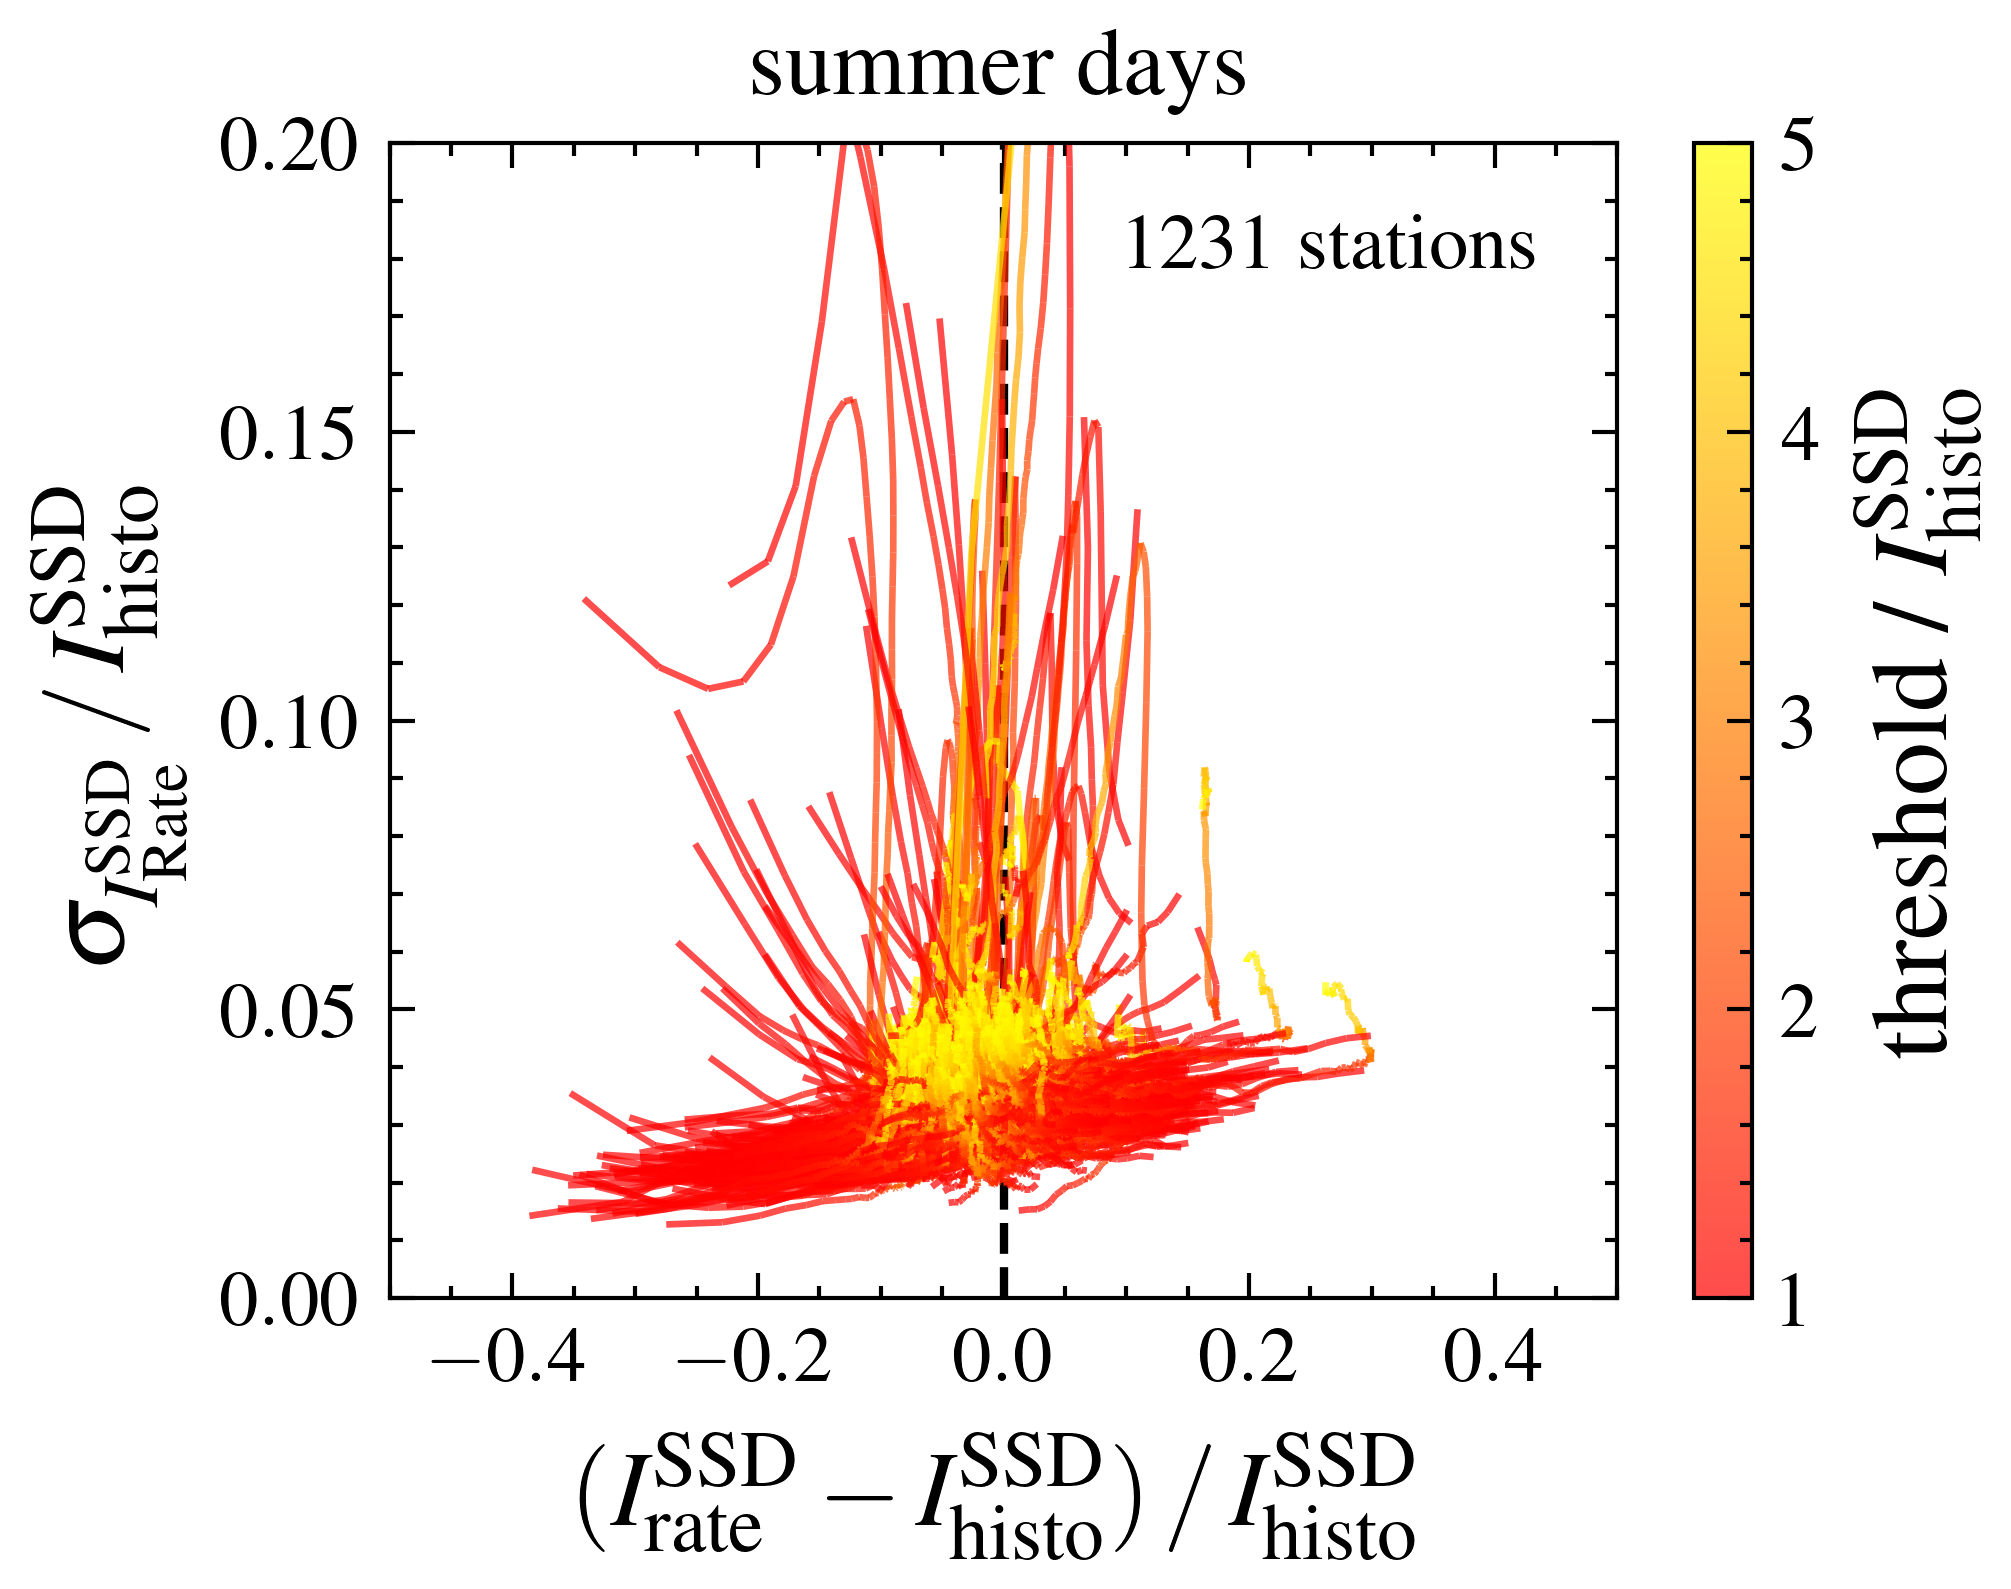 summer days
0.20
0.15
0.10
0.05
0.00
σ_{I^{SSD}_{Rate}} / I^{SSD}_{histo}
1231 stations
−0.4 −0.2 0.0 0.2 0.4
(I^{SSD}_{rate} − I^{SSD}_{histo}) / I^{SSD}_{histo}
5
4
3
2
1
threshold / I^{SSD}_{histo}